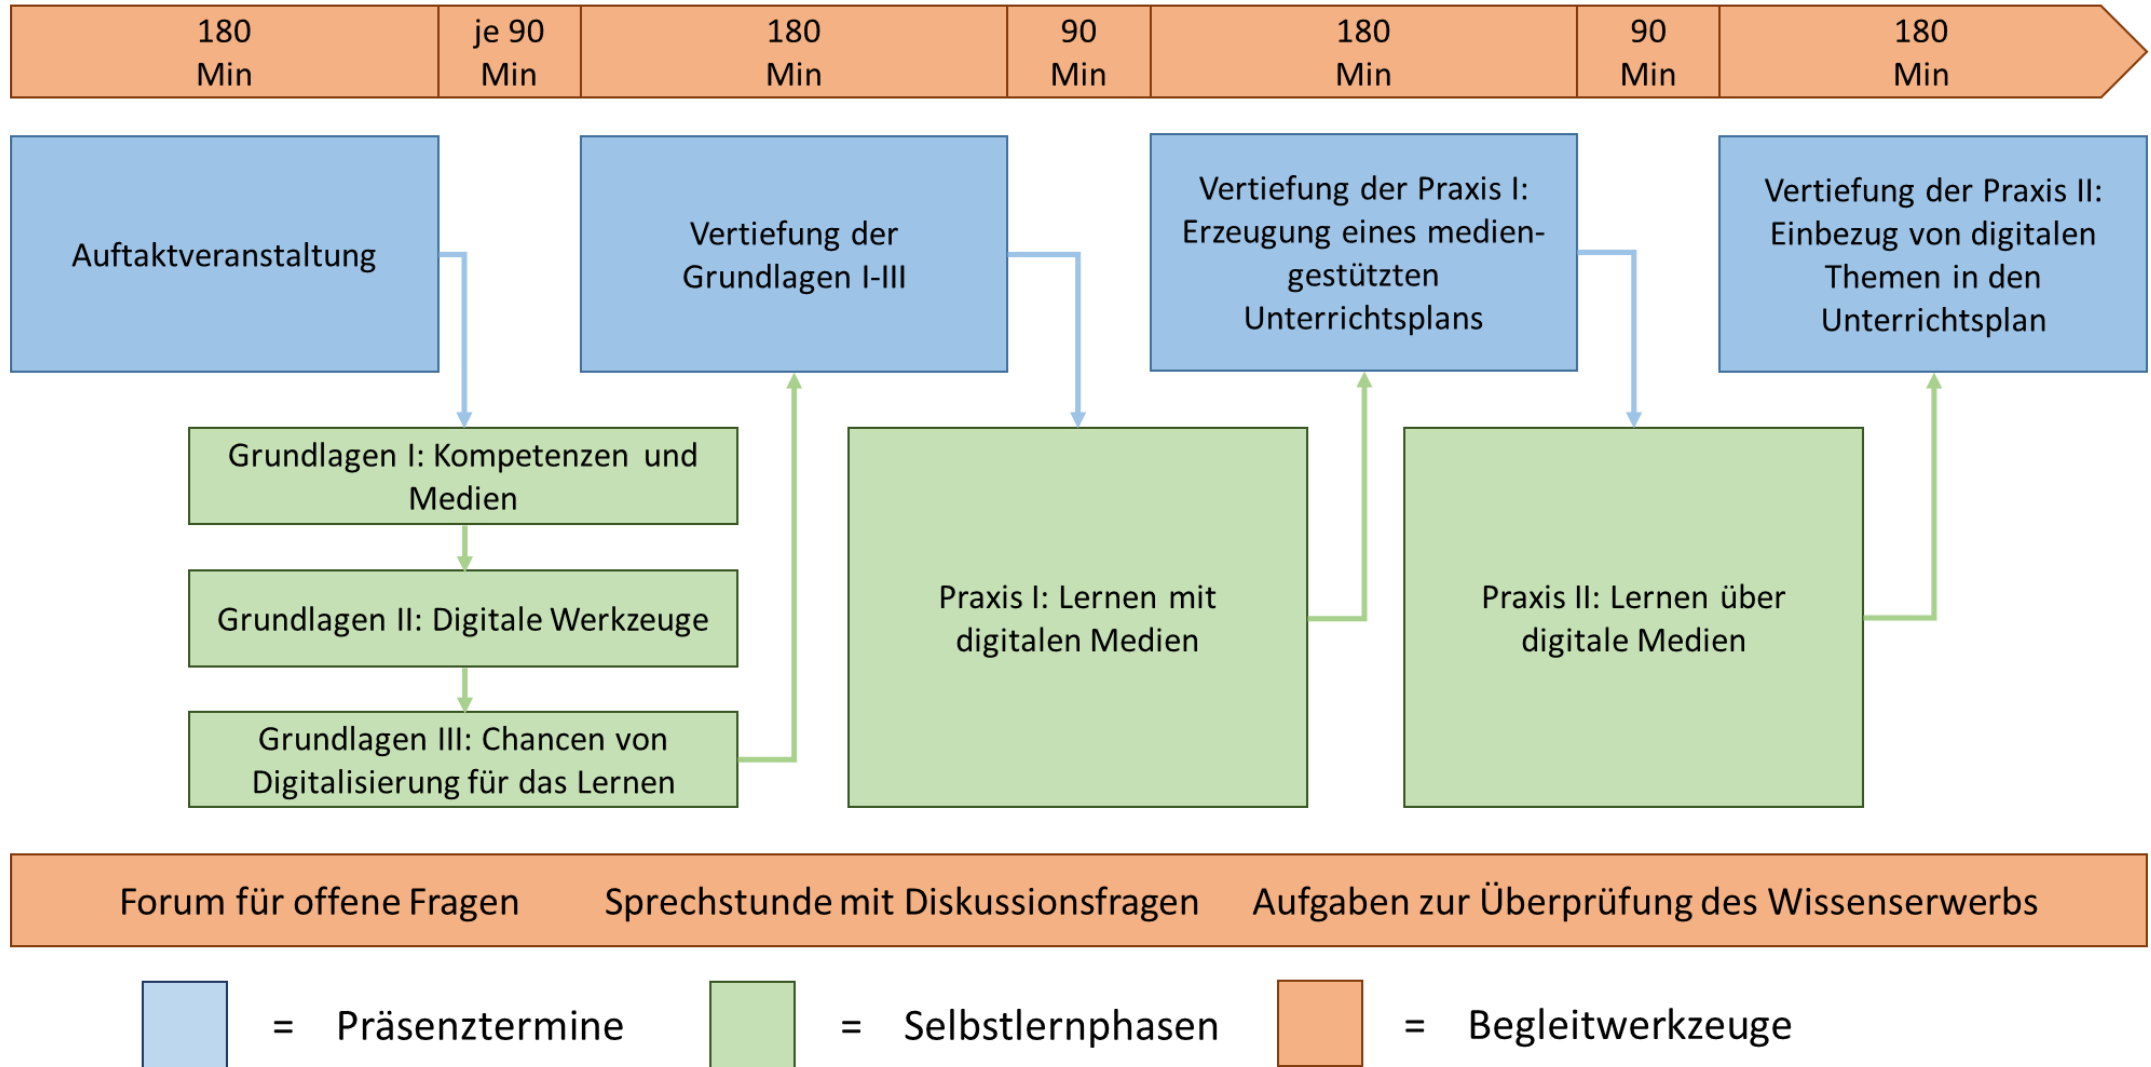 180
Min
je 90
Min
180
Min
90
Min
180
Min
90
Min
180
Min
Auftaktveranstaltung
Vertiefung der
Grundlagen I-III
Vertiefung der Praxis I:
Erzeugung eines medien-
gestützten
Unterrichtsplans
Vertiefung der Praxis II:
Einbezug von digitalen
Themen in den
Unterrichtsplan
Grundlagen I: Kompetenzen und
Medien
Grundlagen II: Digitale Werkzeuge
Grundlagen III: Chancen von
Digitalisierung für das Lernen
Praxis I: Lernen mit
digitalen Medien
Praxis II: Lernen über
digitale Medien
Forum für offene Fragen Sprechstunde mit Diskussionsfragen Aufgaben zur Überprüfung des Wissenserwerbs
= Präsenztermine = Selbstlernphasen = Begleitwerkzeuge